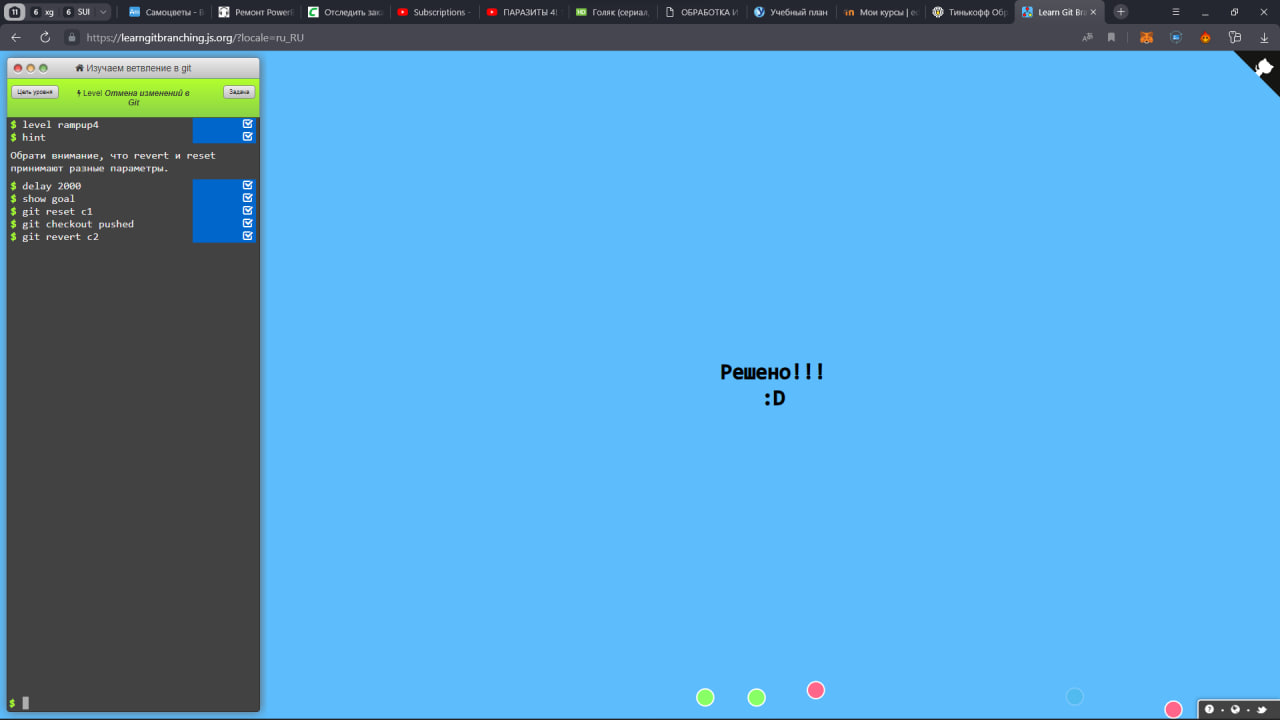 11
6 xg
6 SUI
Самоцветы - В
Ремонт PowerI
Отследить зака
Subscriptions -
ПАРАЗИТЫ 4!
Голяк (сериал,
ОБРАБОТКА И
Учебный план
Мои курсы | ео
Тинькофф Обр
Learn Git Bra
https://learngitbranching.js.org/?locale=ru_RU
Изучаем ветвление в git
Цель уровня
Level Отмена изменений в
Git
Задача
$ level rampup4
$ hint
Обрати внимание, что revert и reset
принимают разные параметры.
$ delay 2000
$ show goal
$ git reset c1
$ git checkout pushed
$ git revert c2
Решено!!!
:D
$